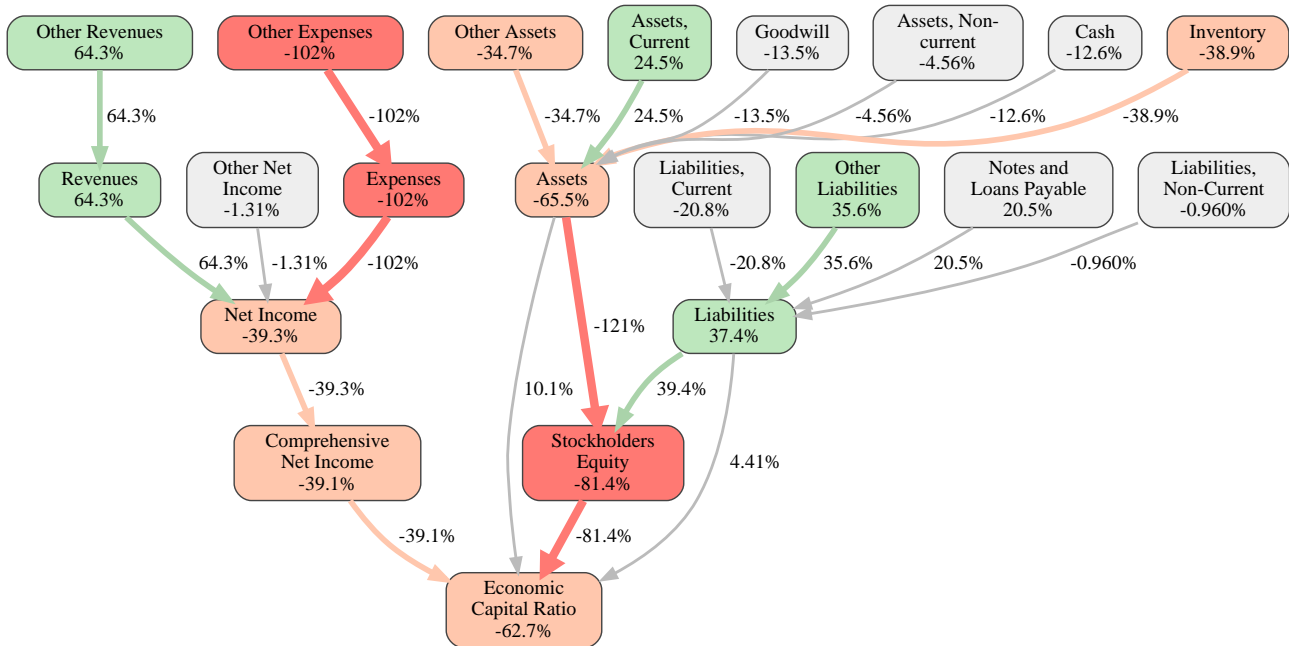 Other Revenues
64.3%
Other Expenses
-102%
Other Assets
-34.7%
Assets,
Current
24.5%
Goodwill
-13.5%
Assets, Non-
current
-4.56%
Cash
-12.6%
Inventory
-38.9%
64.3%
-102%
-34.7%
24.5%
-13.5%
-4.56%
-12.6%
-38.9%
Revenues
64.3%
Other Net
Income
-1.31%
Expenses
-102%
Assets
-65.5%
Liabilities,
Current
-20.8%
Other
Liabilities
35.6%
Notes and
Loans Payable
20.5%
Liabilities,
Non-Current
-0.960%
64.3%
-1.31%
-102%
-20.8%
35.6%
20.5%
-0.960%
Net Income
-39.3%
-121%
Liabilities
37.4%
-39.3%
10.1%
39.4%
Comprehensive
Net Income
-39.1%
Stockholders
Equity
-81.4%
4.41%
-39.1%
-81.4%
Economic
Capital Ratio
-62.7%